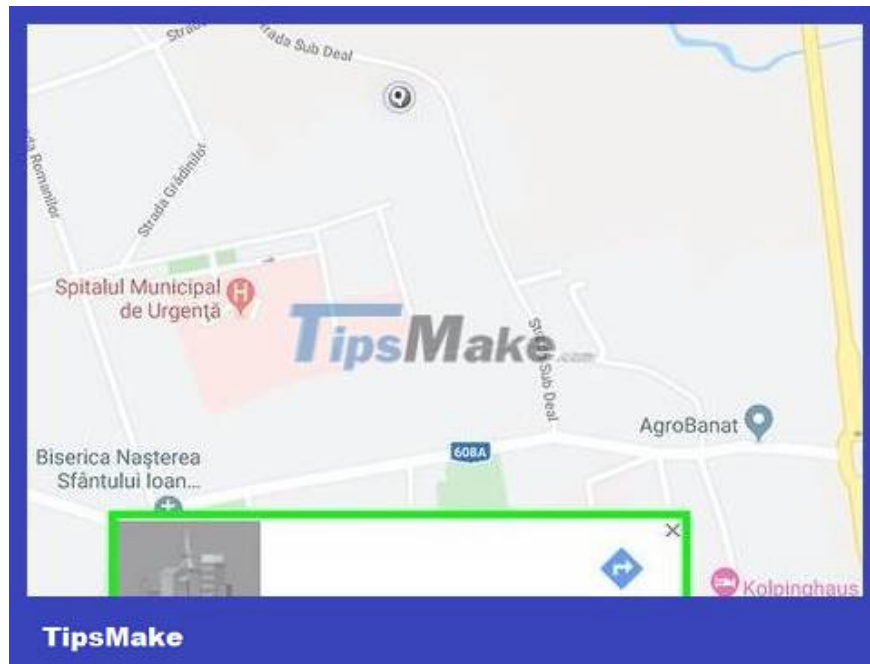 Strada Sub Deal
Strada Grădinilor
Romanilor
Spitalul Municipal
de Urgență
TipsMake.com
Strada Sub Deal
AgroBanat
608A
Biserica Nașterea
Sfântului Ioan...
Kolpinghaus
TipsMake